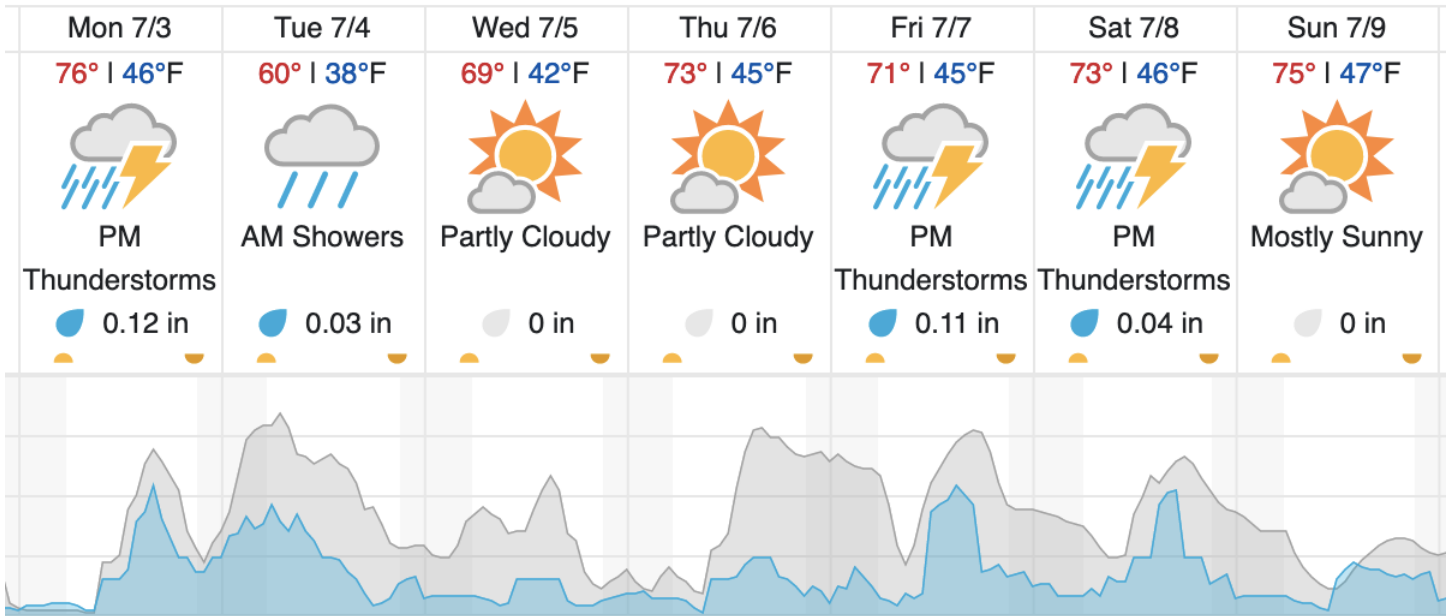 Mon 7/3 Tue 7/4 Wed 7/5 Thu 7/6 Fri 7/7 Sat 7/8 Sun 7/9
76° | 46°F 60° | 38°F 69° | 42°F 73° | 45°F 71° | 45°F 73° | 46°F 75° | 47°F
PM AM Showers Partly Cloudy Partly Cloudy PM PM Mostly Sunny
Thunderstorms Thunderstorms Thunderstorms
0.12 in 0.03 in 0 in 0 in 0.11 in 0.04 in 0 in